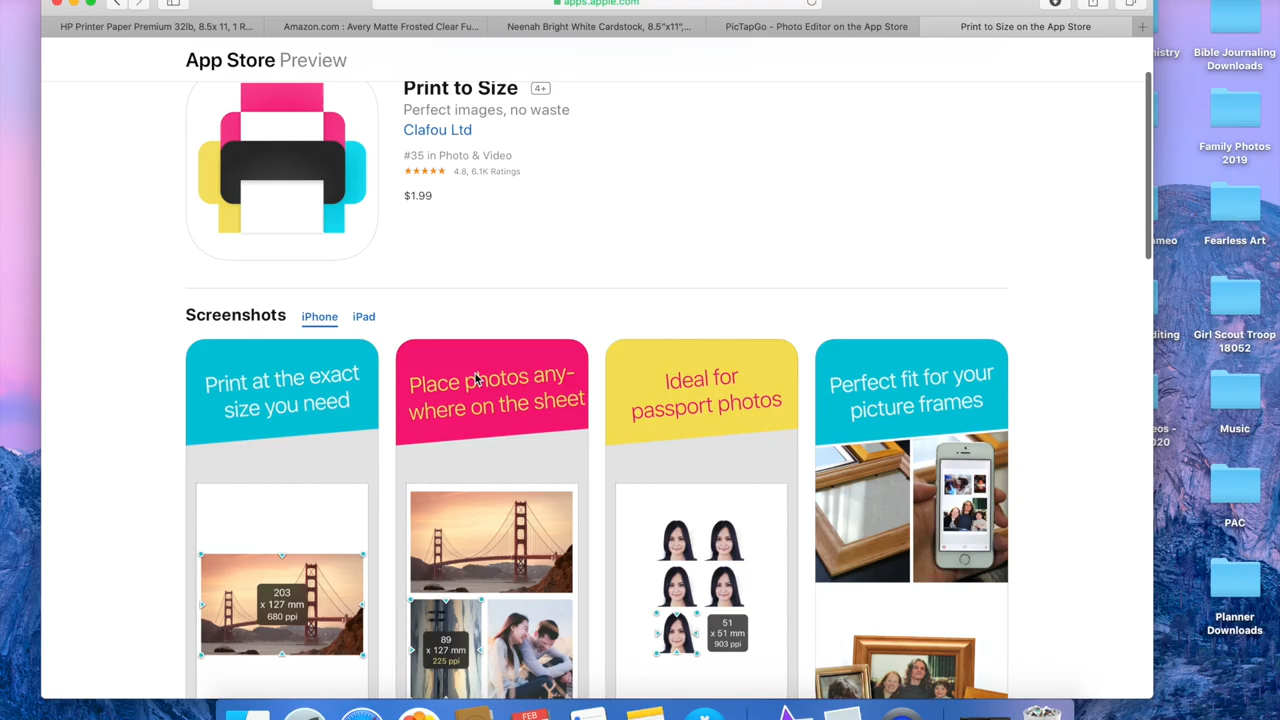 apps.apple.com
HP Printer Paper Premium 32lb, 8.5x 11, 1 R...
Amazon.com : Avery Matte Frosted Clear Fu...
Neenah Bright White Cardstock, 8.5"x11",...
PicTapGo - Photo Editor on the App Store
Print to Size on the App Store
App Store Preview
Print to Size 4+
Perfect images, no waste
Clafou Ltd
#35 in Photo & Video
4.8, 6.1K Ratings
$1.99
Screenshots iPhone iPad
Print at the exact
size you need
203
x 127 mm
680 ppi
Place photos any-
where on the sheet
89
x 127 mm
225 ppi
Ideal for
passport photos
51
x 51 mm
903 ppi
Perfect fit for your
picture frames
Bible Journaling
Downloads
Family Photos
2019
Fearless Art
Girl Scout Troop
18052
Music
PAC
Planner
Downloads
FEB